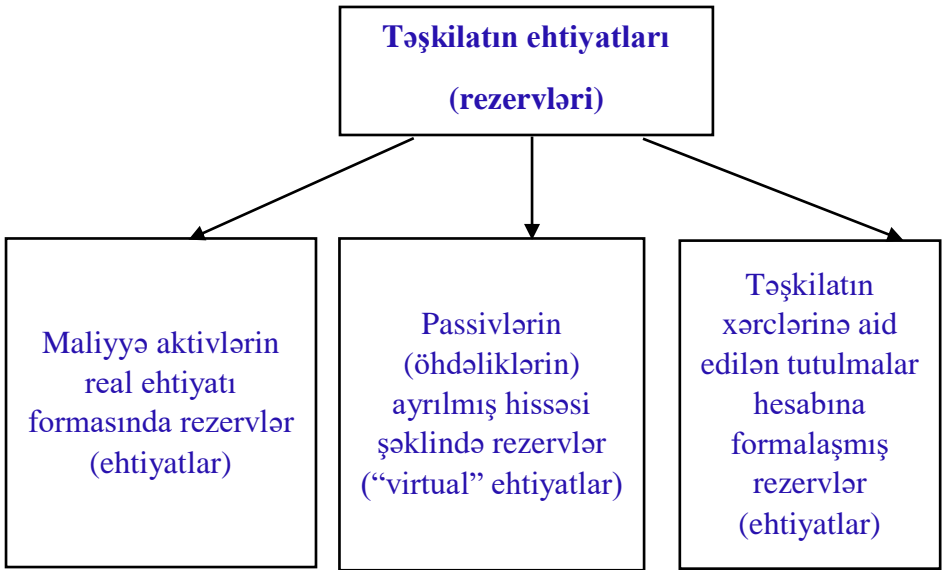 Təşkilatın ehtiyatları
(rezervləri)
Maliyyə aktivlərin
real ehtiyatı
formasında rezervlər
(ehtiyatlar)
Passivlərin
(öhdəliklərin)
ayrılmış hissəsi
şəklində rezervlər
(“virtual” ehtiyatlar)
Təşkilatın
xərclərinə aid
edilən tutulmalar
hesabına
formalaşmış
rezervlər
(ehtiyatlar)